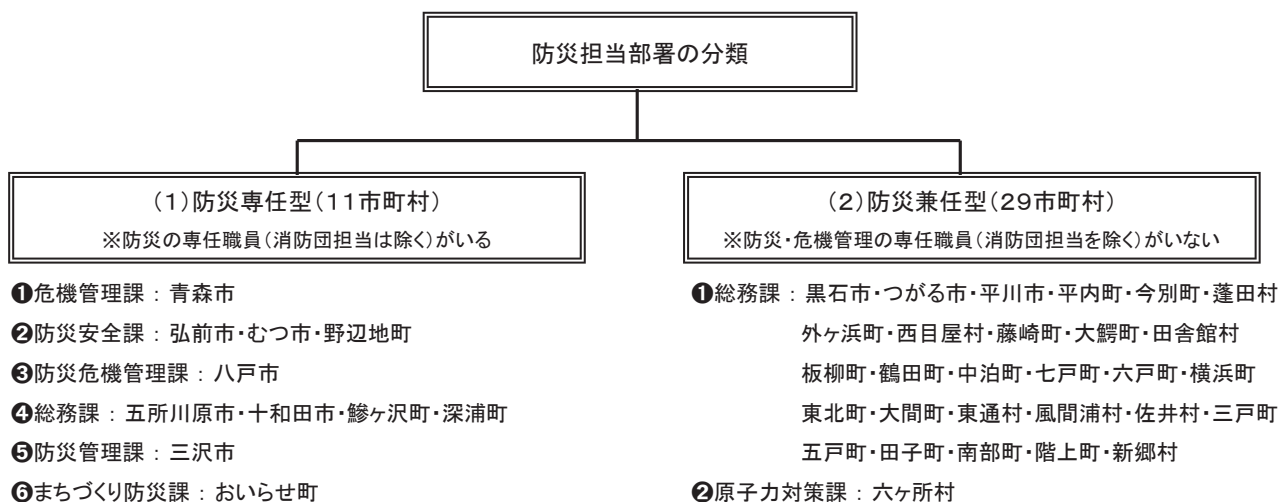 防災担当部署の分類
(1)防災専任型(11市町村)
※防災の専任職員(消防団担当は除く)がいる
❶危機管理課 : 青森市
❷防災安全課 : 弘前市・むつ市・野辺地町
❸防災危機管理課 : 八戸市
❹総務課 : 五所川原市・十和田市・鰺ヶ沢町・深浦町
❺防災管理課 : 三沢市
❻まちづくり防災課 : おいらせ町
(2)防災兼任型(29市町村)
※防災・危機管理の専任職員(消防団担当を除く)がいない
❶総務課 : 黒石市・つがる市・平川市・平内町・今別町・蓬田村
外ヶ浜町・西目屋村・藤崎町・大鰐町・田舎館村
板柳町・鶴田町・中泊町・七戸町・六戸町・横浜町
東北町・大間町・東通村・風間浦村・佐井村・三戸町
五戸町・田子町・南部町・階上町・新郷村
❷原子力対策課 : 六ヶ所村